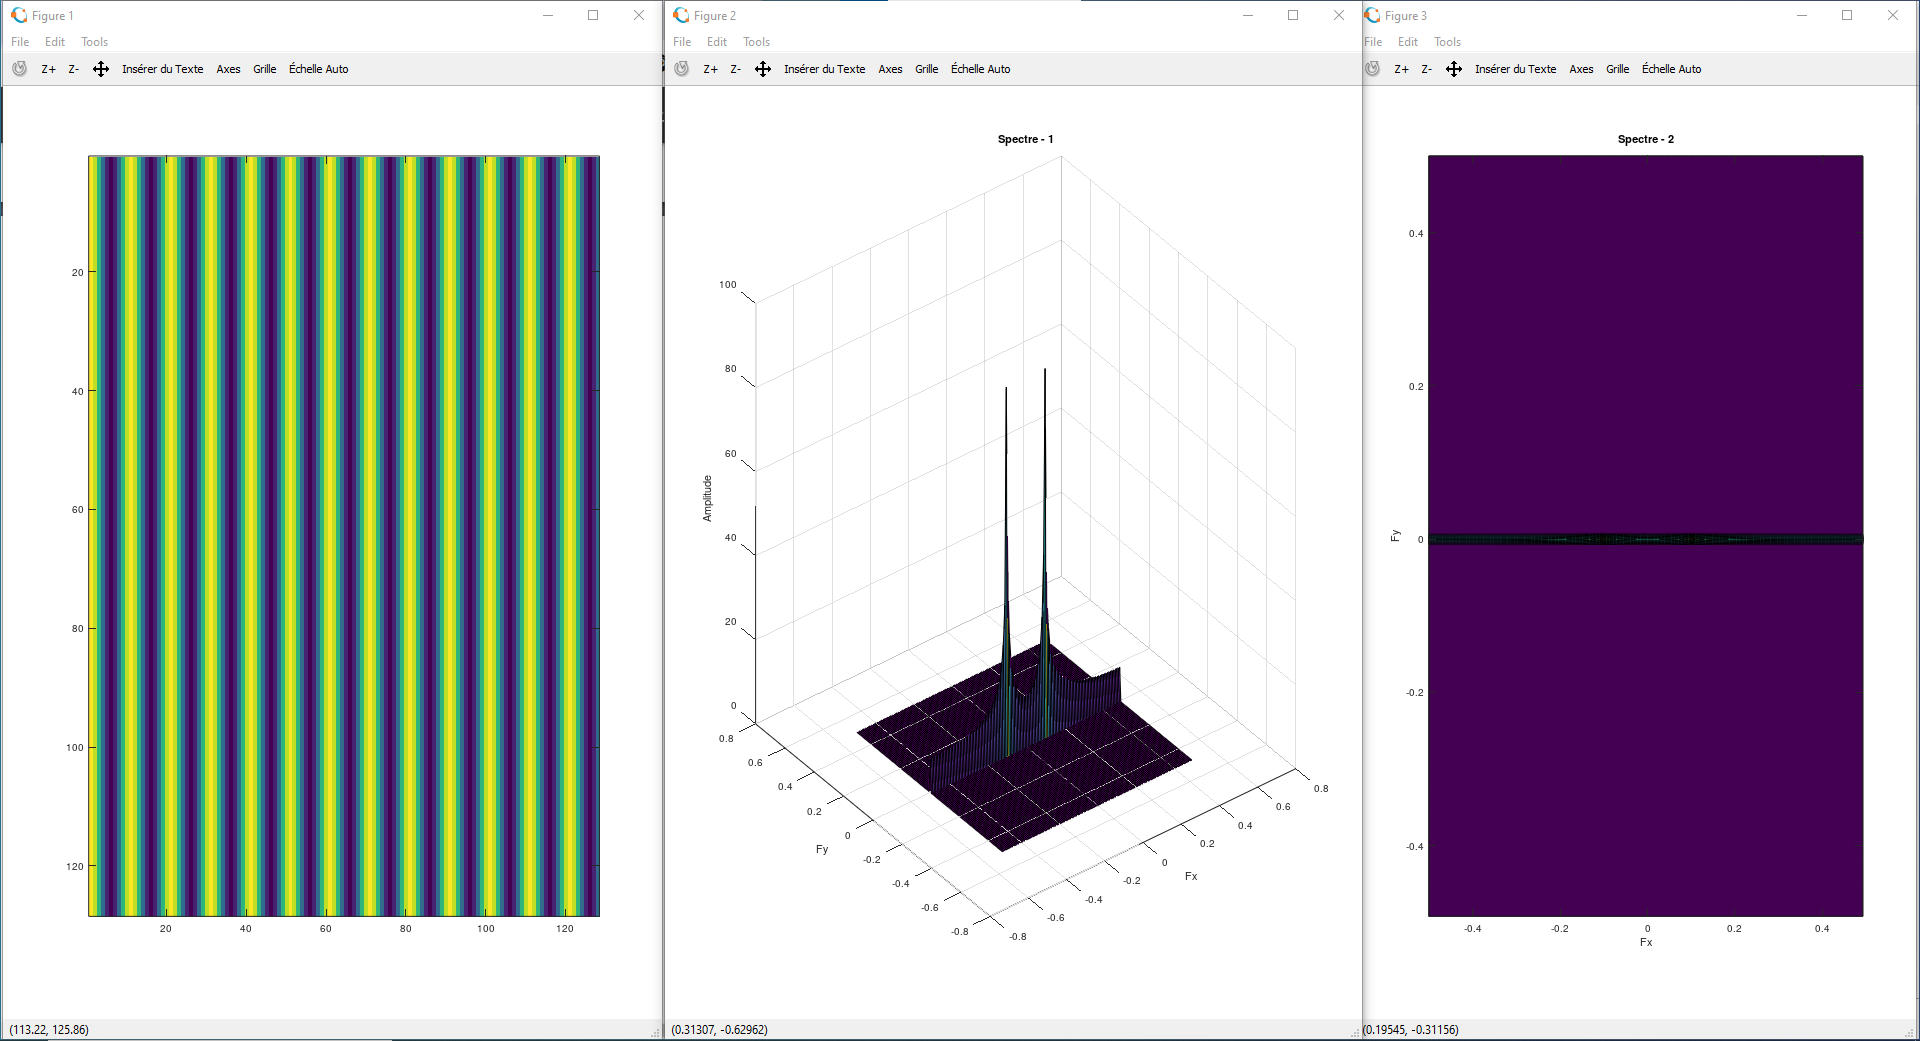 Figure 1
File Edit Tools
Z+ Z- Insérer du Texte Axes Grille Échelle Auto
20
40
60
80
100
120
20 40 60 80 100 120
(113.22, 125.86)
Figure 2
File Edit Tools
Z+ Z- Insérer du Texte Axes Grille Échelle Auto
Spectre - 1
100
80
60
40
20
0
Amplitude
0.8
0.6
0.4
0.2
0
-0.2
-0.4
-0.6
-0.8
Fy
-0.8
-0.6
-0.4
-0.2
0
0.2
0.4
0.6
0.8
Fx
(0.31307, -0.62962)
Figure 3
File Edit Tools
Z+ Z- Insérer du Texte Axes Grille Échelle Auto
Spectre - 2
0.4
0.2
0
-0.2
-0.4
Fy
-0.4 -0.2 0 0.2 0.4
Fx
(0.19545, -0.31156)